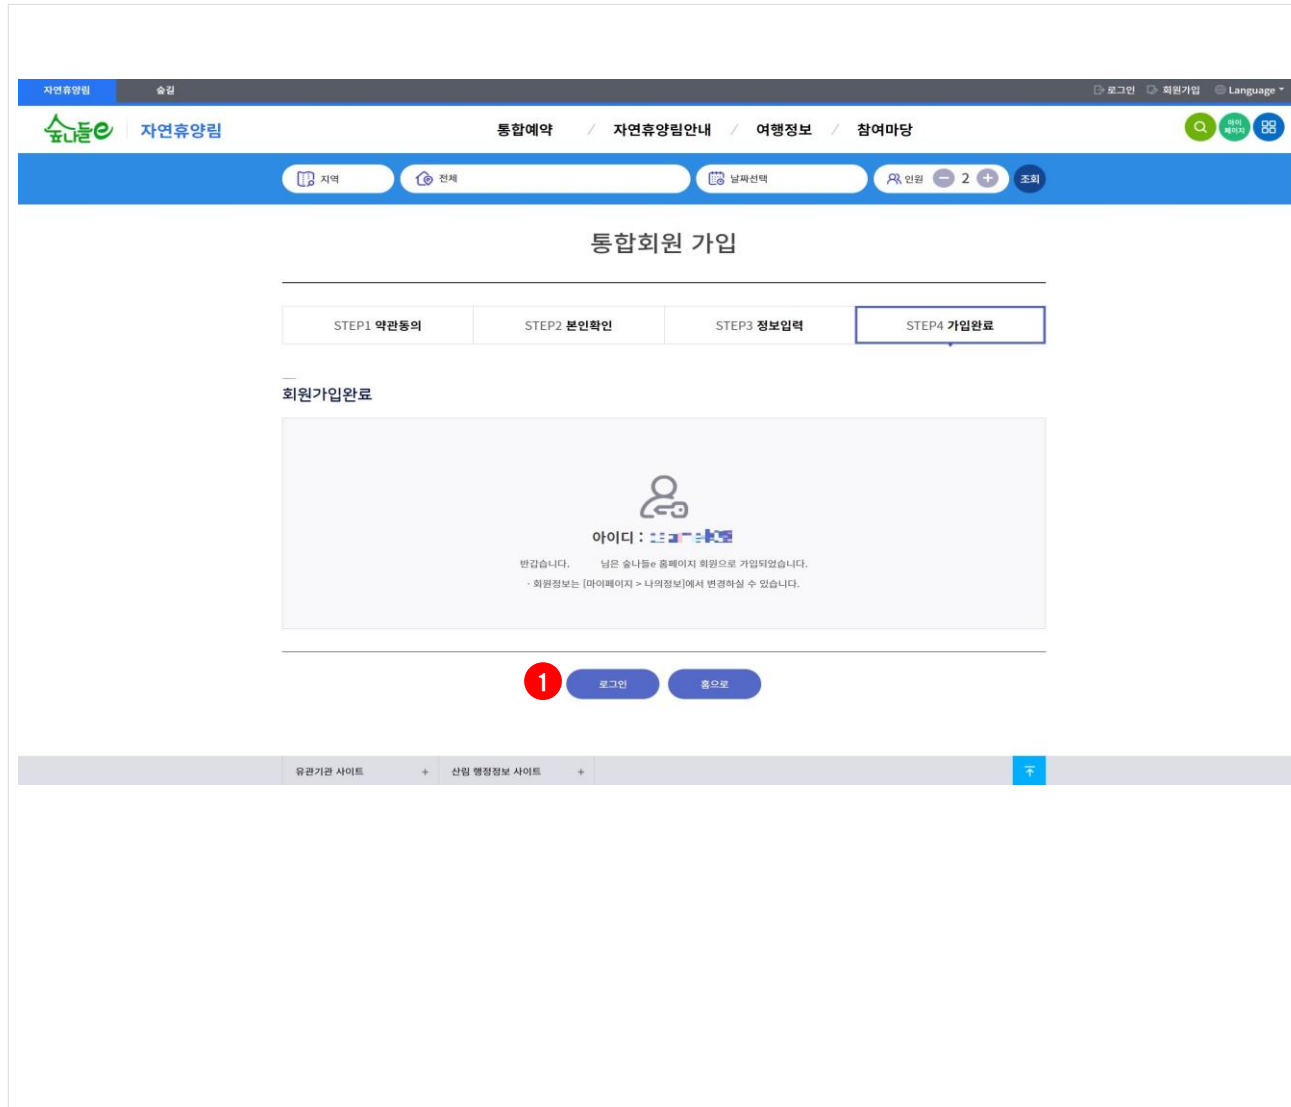 자연휴양림 숲길 로그인 회원가입 Language
숲나들e 자연휴양림 통합예약 / 자연휴양림안내 / 여행정보 / 참여마당 마이 페이지
지역 전체 날짜선택 인원 2 조회
통합회원 가입
STEP1 약관동의 STEP2 본인확인 STEP3 정보입력 STEP4 가입완료
회원가입완료
아이디 :
반갑습니다. 님은 숲나들e 홈페이지 회원으로 가입되었습니다.
· 회원정보는 [마이페이지 > 나의정보]에서 변경하실 수 있습니다.
1 로그인 홈으로
유관기관 사이트 + 산림 행정정보 사이트 +